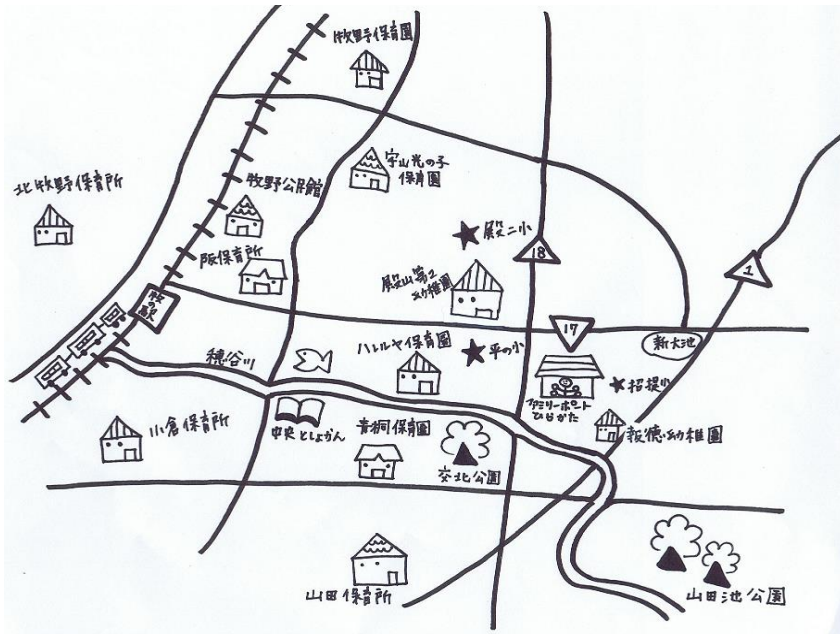 牧野保育園
宇山光の子
保育園
北牧野保育所
牧野公民館
殿二小
阪保育所
18
1
殿山第2
幼稚園
牧の駅
17
新大池
穂谷川
ハレルヤ保育園
平の小
招提小
ファミリーポート
ひらかた
小倉保育所
中央としょかん
青桐保育園
報徳幼稚園
交北公園
山田保育所
山田池公園